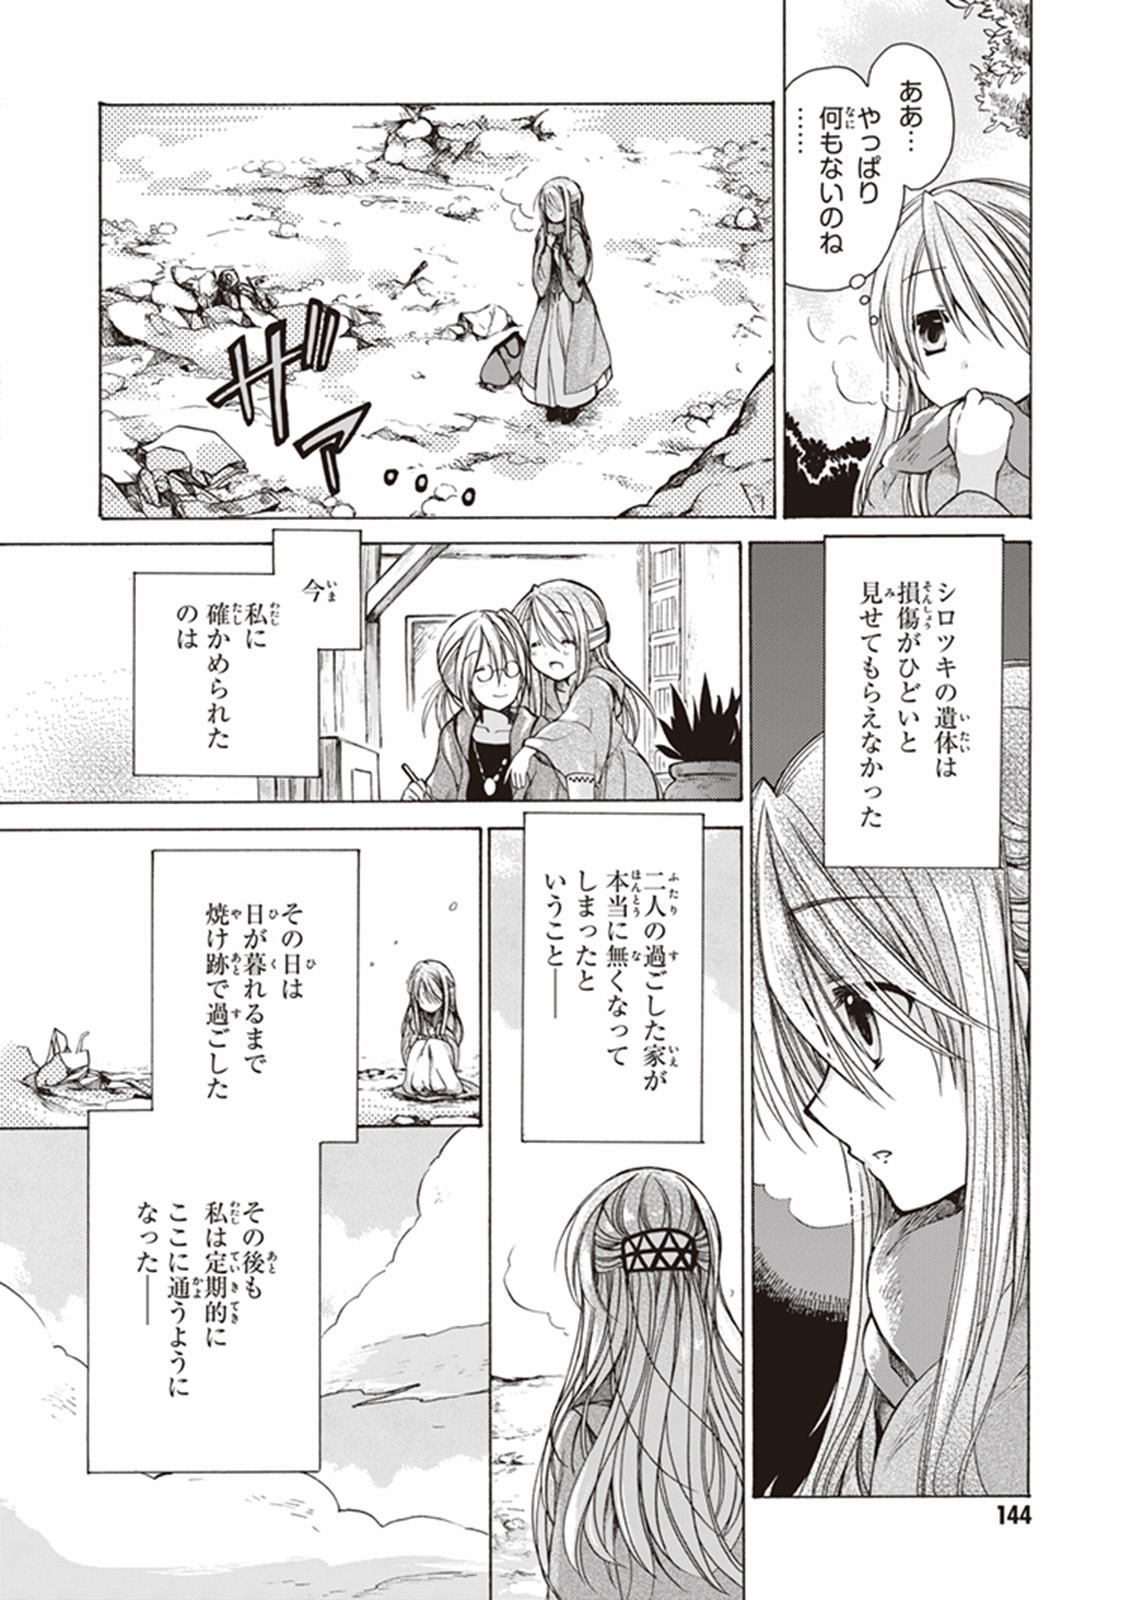 ああ…
やっぱり
何もないのね
……
ザザァ…。
シロツキの遺体は
損傷がひどいと
見せてもらえなかった
今
私に
確かめられた
のは
二人の過ごした家が
本当に無くなって
しまったと
いうこと――
その日は
日が暮れるまで
焼け跡で過ごした
その後も
私は定期的に
ここに通うように
なった――
144